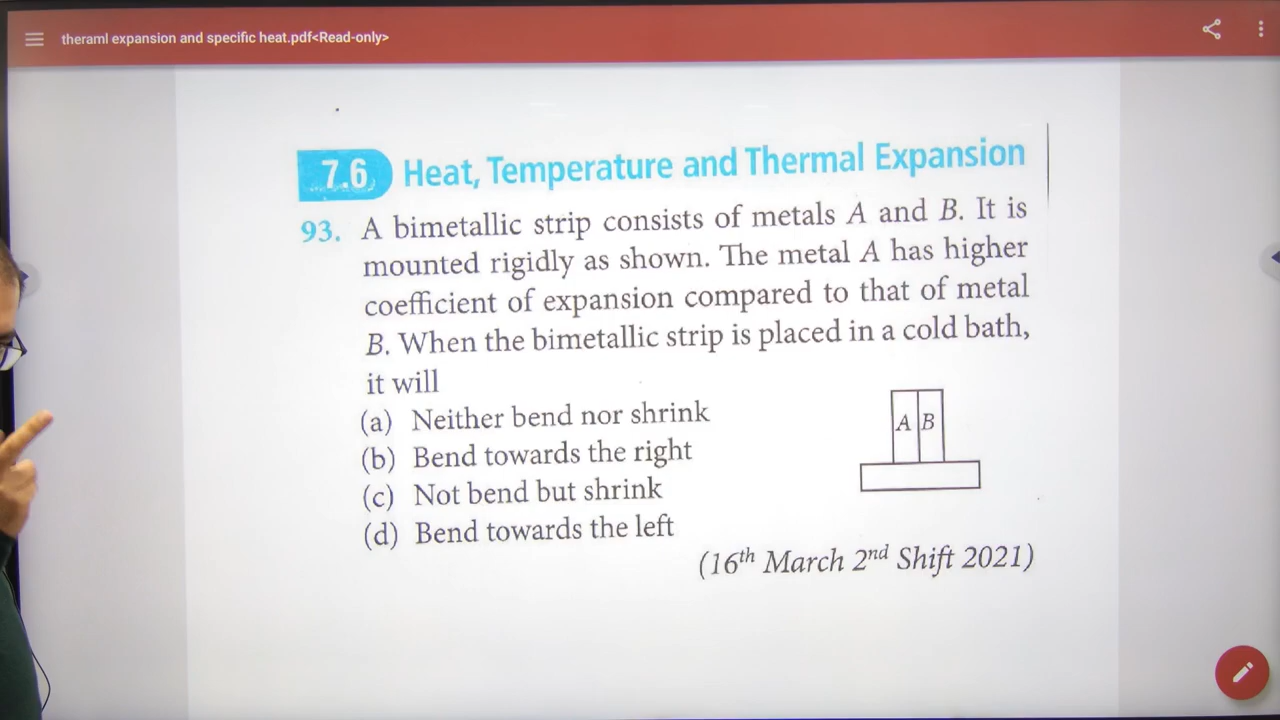 theraml expansion and specific heat.pdf<Read-only>
7.6 Heat, Temperature and Thermal Expansion
93. A bimetallic strip consists of metals A and B. It is
mounted rigidly as shown. The metal A has higher
coefficient of expansion compared to that of metal
B. When the bimetallic strip is placed in a cold bath,
it will
(a) Neither bend nor shrink
(b) Bend towards the right
(c) Not bend but shrink
(d) Bend towards the left
A B
(16th March 2nd Shift 2021)